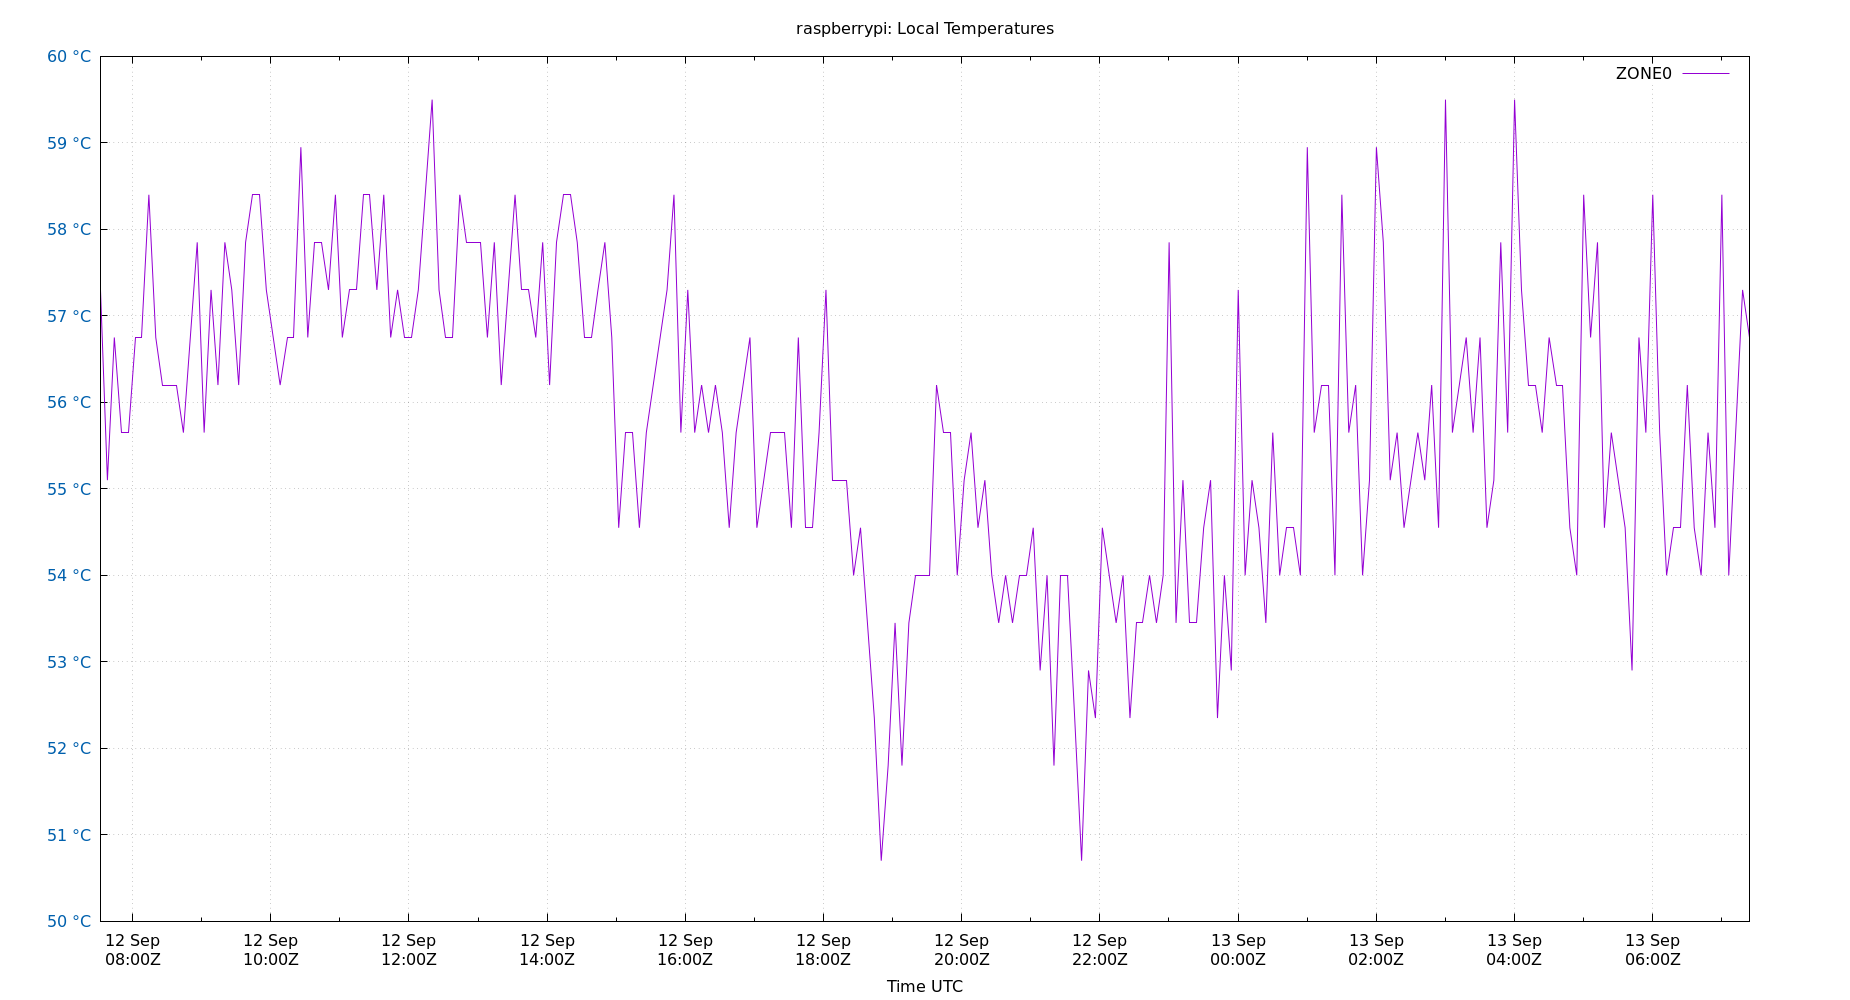 raspberrypi: Local Temperatures
60 °C
ZONE0
59 °C
58 °C
57 °C
56 °C
55 °C
54 °C
53 °C
52 °C
51 °C
50 °C
12 Sep 12 Sep 12 Sep 12 Sep 12 Sep 12 Sep 12 Sep 12 Sep 13 Sep 13 Sep 13 Sep 13 Sep
08:00Z 10:00Z 12:00Z 14:00Z 16:00Z 18:00Z 20:00Z 22:00Z 00:00Z 02:00Z 04:00Z 06:00Z
Time UTC